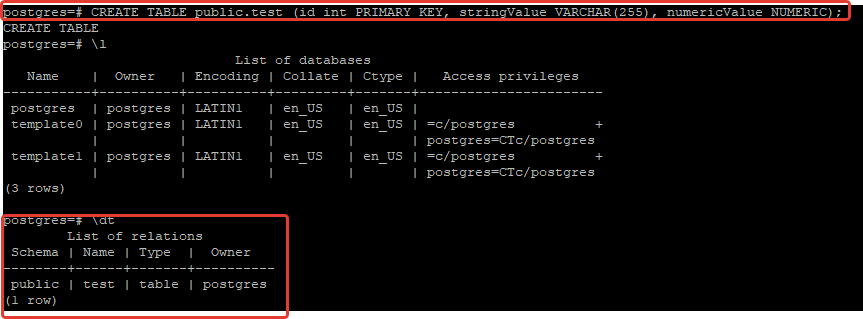 postgres=# CREATE TABLE public.test (id int PRIMARY KEY, stringValue VARCHAR(255), numericValue NUMERIC);
CREATE TABLE
postgres=# \l
                              List of databases
   Name    |  Owner   | Encoding | Collate | Ctype |   Access privileges
-----------+----------+----------+---------+-------+-----------------------
 postgres  | postgres | LATIN1   | en_US   | en_US |
 template0 | postgres | LATIN1   | en_US   | en_US | =c/postgres          +
           |          |          |         |       | postgres=CTc/postgres
 template1 | postgres | LATIN1   | en_US   | en_US | =c/postgres          +
           |          |          |         |       | postgres=CTc/postgres
(3 rows)
postgres=# \dt
        List of relations
 Schema | Name | Type  |  Owner
--------+------+-------+----------
 public | test | table | postgres
(1 row)